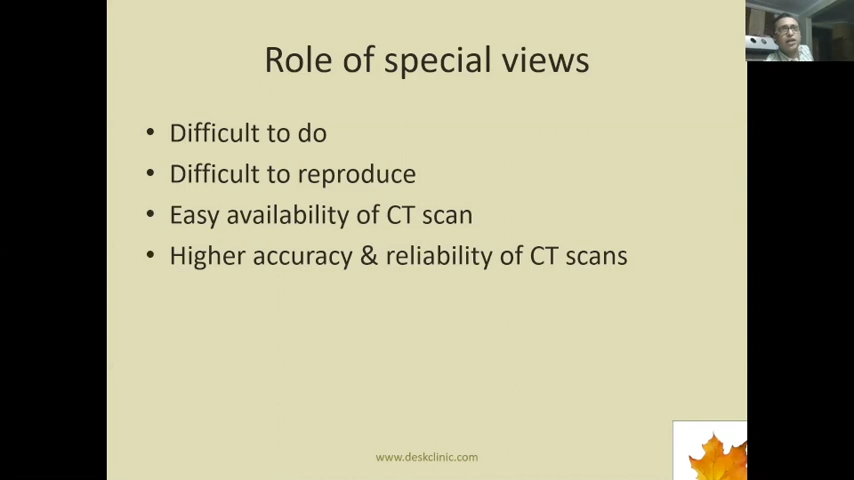 Role of special views
• Difficult to do
• Difficult to reproduce
• Easy availability of CT scan
• Higher accuracy & reliability of CT scans
www.deskclinic.com